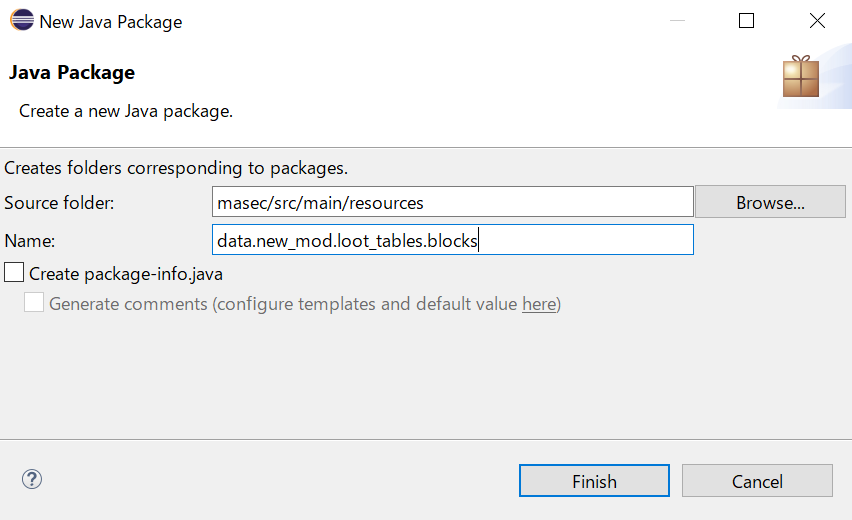 New Java Package
Java Package
Create a new Java package.
Creates folders corresponding to packages.
Source folder: masec/src/main/resources Browse...
Name: data.new_mod.loot_tables.blocks
Create package-info.java
Generate comments (configure templates and default value here)
? Finish Cancel